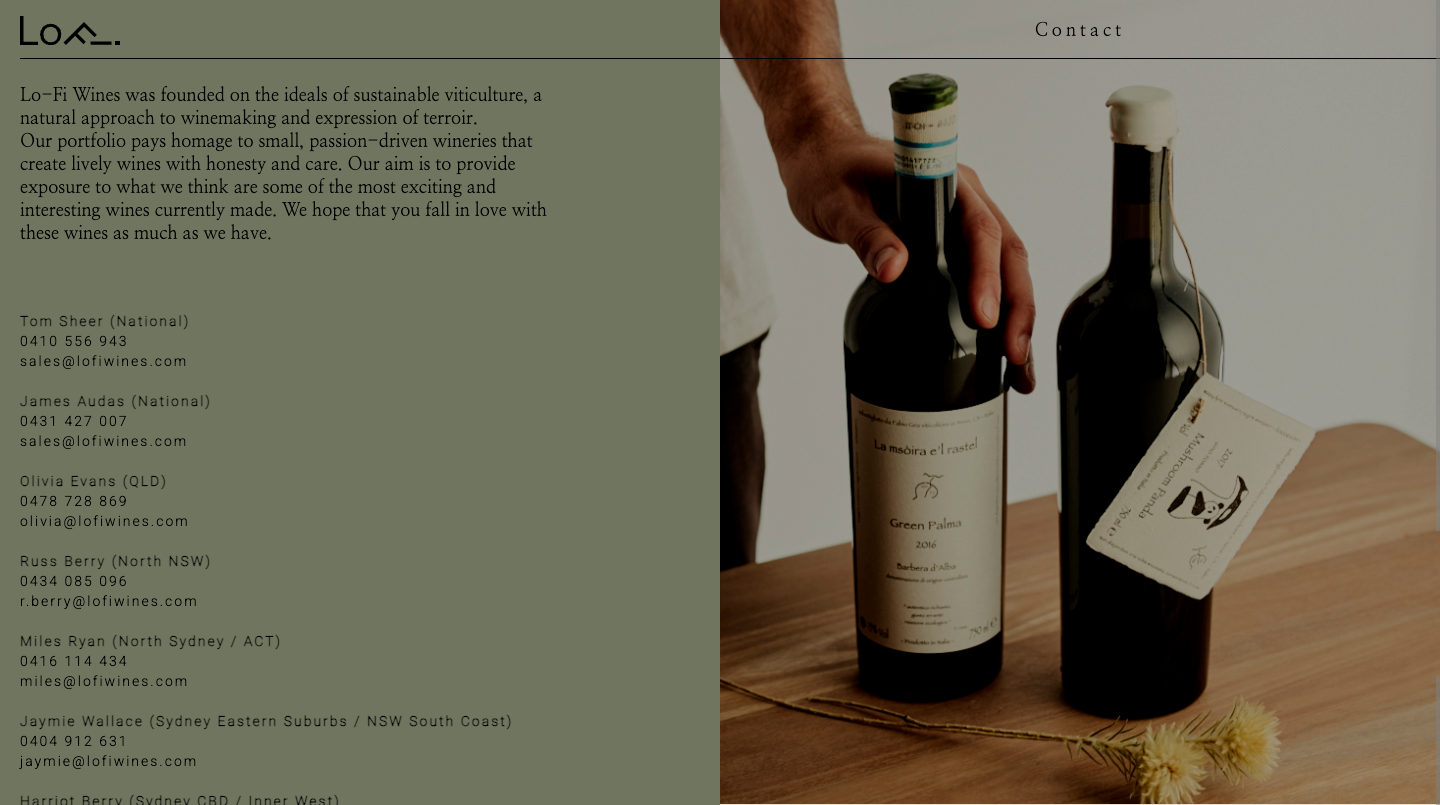 Lo
Contact
Lo-Fi Wines was founded on the ideals of sustainable viticulture, a
natural approach to winemaking and expression of terroir.
Our portfolio pays homage to small, passion-driven wineries that
create lively wines with honesty and care. Our aim is to provide
exposure to what we think are some of the most exciting and
interesting wines currently made. We hope that you fall in love with
these wines as much as we have.
Tom Sheer (National)
0410 556 943
sales@lofiwines.com
James Audas (National)
0431 427 007
sales@lofiwines.com
Olivia Evans (QLD)
0478 728 869
olivia@lofiwines.com
Russ Berry (North NSW)
0434 085 096
r.berry@lofiwines.com
Miles Ryan (North Sydney / ACT)
0416 114 434
miles@lofiwines.com
Jaymie Wallace (Sydney Eastern Suburbs / NSW South Coast)
0404 912 631
jaymie@lofiwines.com
Harriot Berry (Sydney CBD / Inner West)
La msòira e'l rastel
Green Palma
2016
Barbera d'Alba
- Prodotto in Italia -
750 ml e
Mushroom Panda
2017